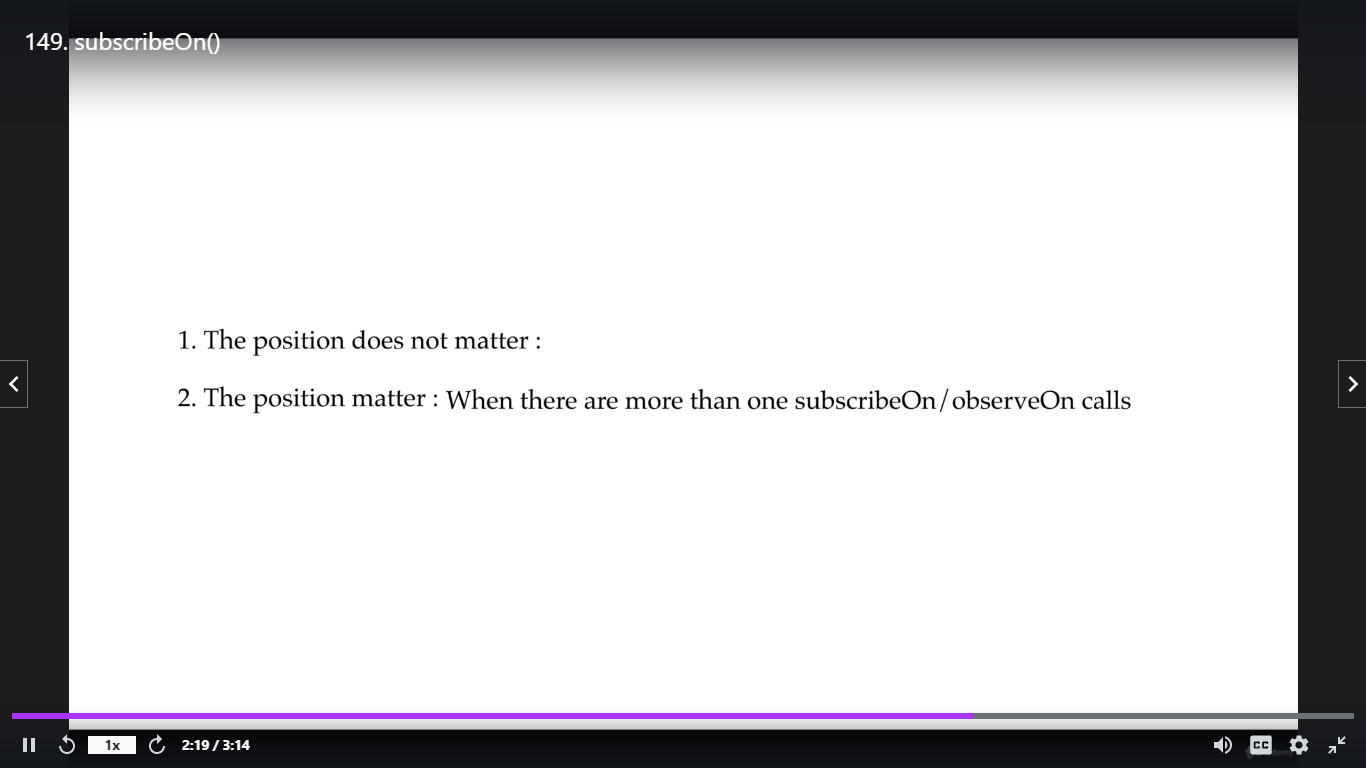 149. subscribeOn()
1. The position does not matter :
2. The position matter : When there are more than one subscribeOn/observeOn calls
1x
2:19 / 3:14
CC